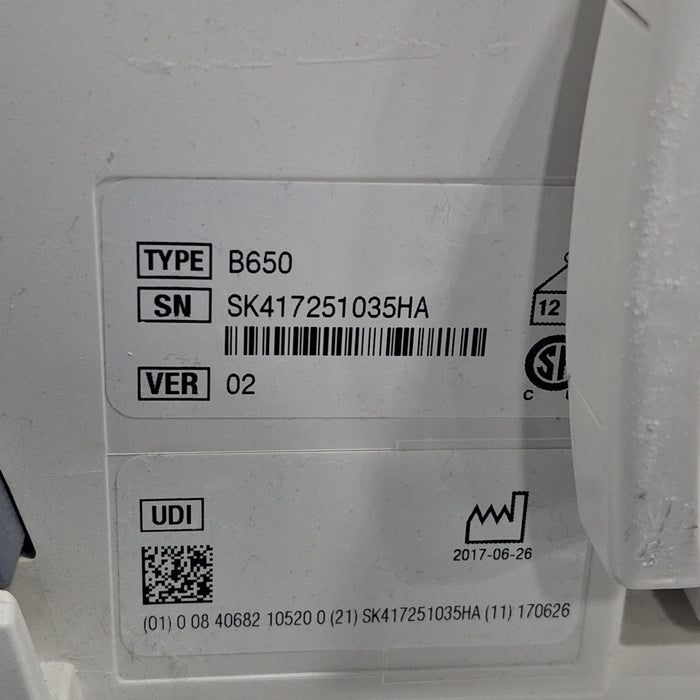 TYPE B650
SN SK417251035HA
12
VER 02
C
UDI
2017-06-26
(01) 0 08 40682 10520 0 (21) SK417251035HA (11) 170626